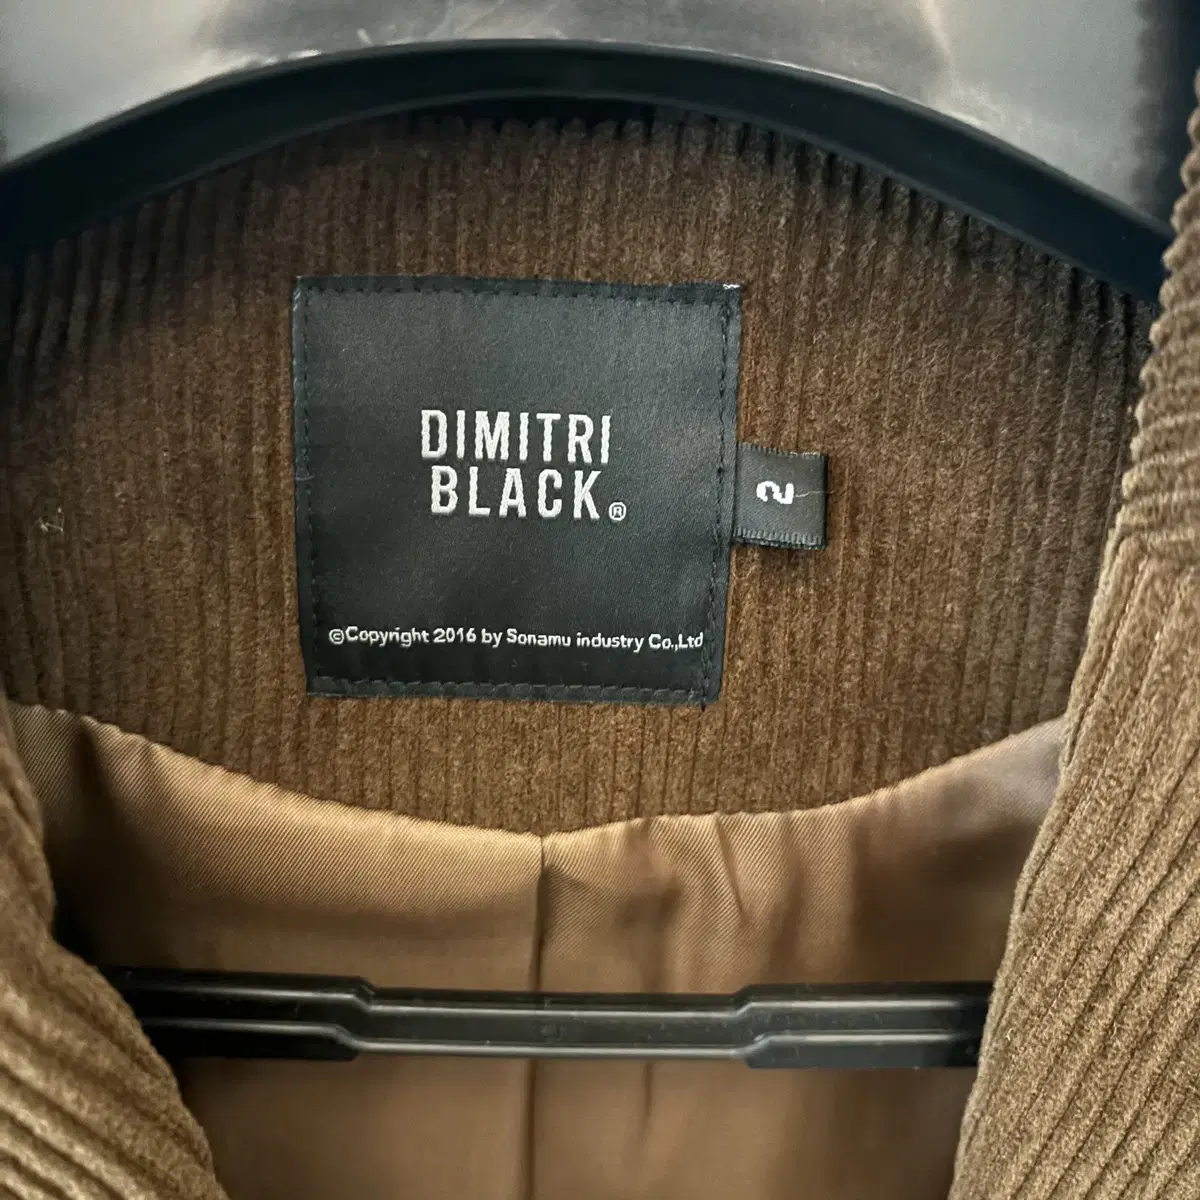 DIMITRI
BLACK®
2
©Copyright 2016 by Sonamu industry Co.,Ltd